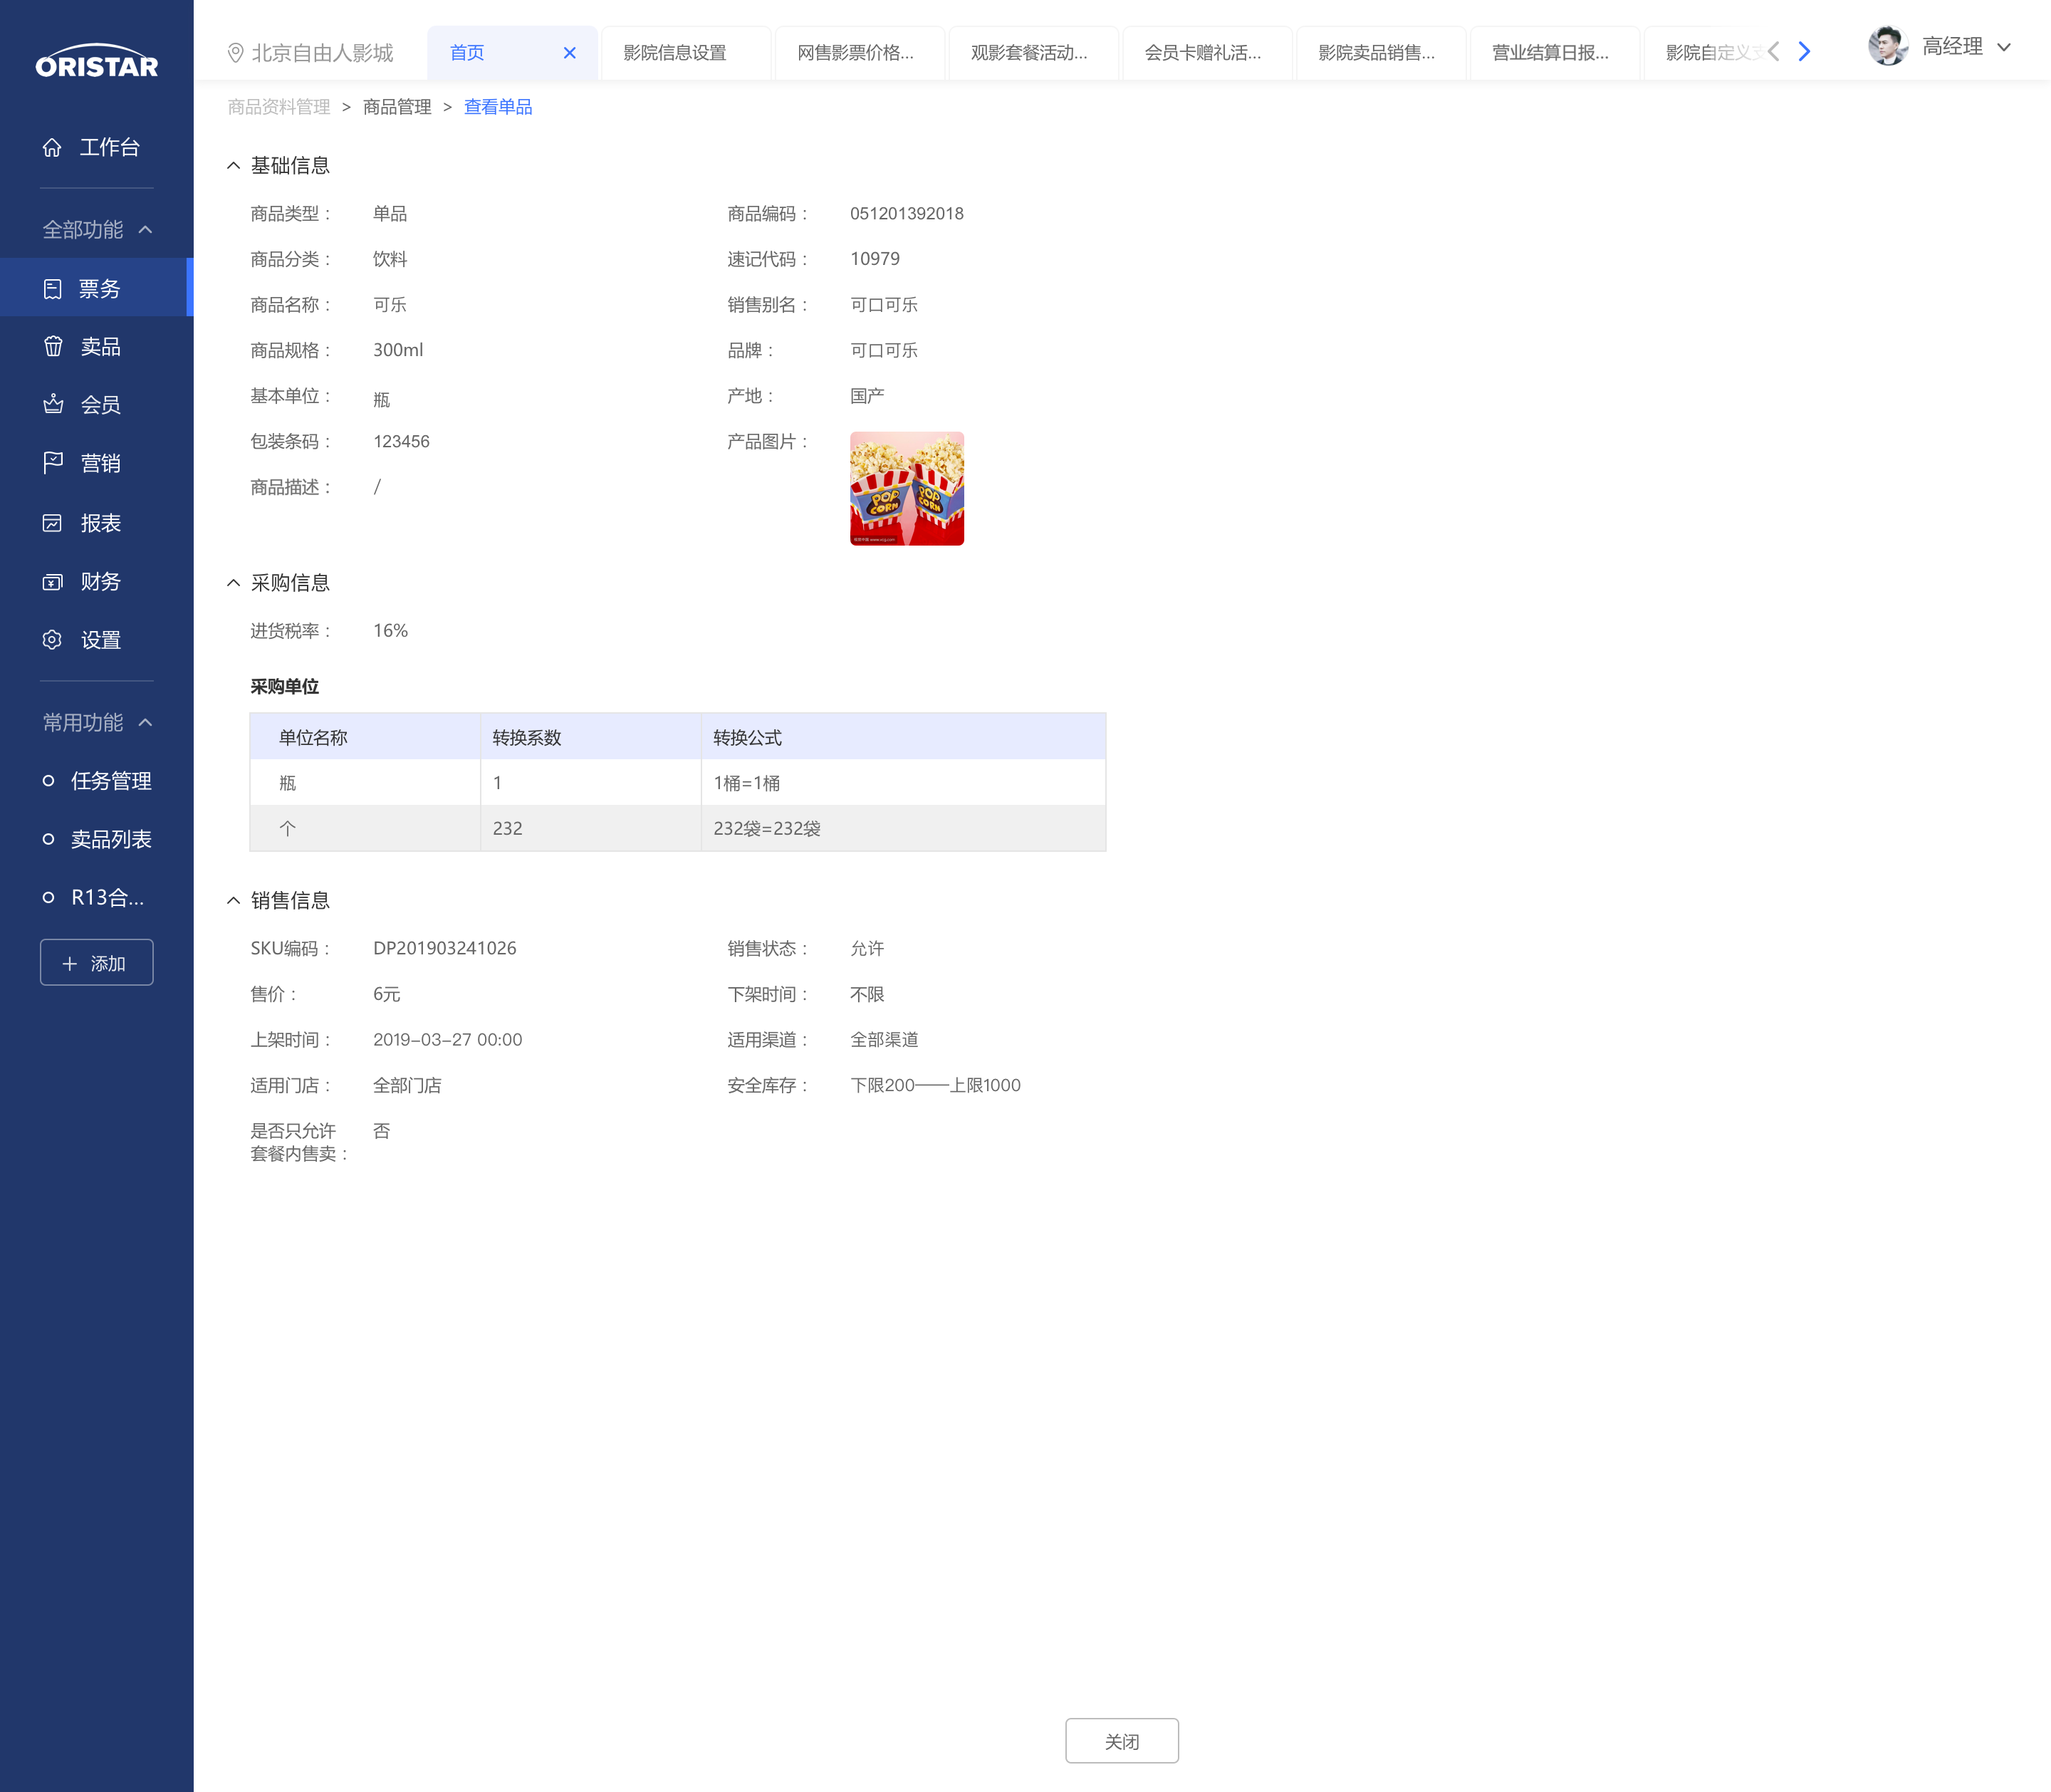 ORISTAR
工作台
全部功能
票务
卖品
会员
营销
报表
财务
设置
常用功能
任务管理
卖品列表
R13合...
添加
北京自由人影城
首页
影院信息设置
网售影票价格...
观影套餐活动...
会员卡赠礼活...
影院卖品销售...
营业结算日报...
影院自定义支
高经理
商品资料管理 > 商品管理 > 查看单品
基础信息
商品类型： 单品 商品编码： 051201392018
商品分类： 饮料 速记代码： 10979
商品名称： 可乐 销售别名： 可口可乐
商品规格： 300ml 品牌： 可口可乐
基本单位： 瓶 产地： 国产
包装条码： 123456 产品图片：
商品描述： /
POP CORN
POP CORN
采购信息
进货税率： 16%
采购单位
单位名称 转换系数 转换公式
瓶 1 1桶=1桶
个 232 232袋=232袋
销售信息
SKU编码： DP201903241026 销售状态： 允许
售价： 6元 下架时间： 不限
上架时间： 2019-03-27 00:00 适用渠道： 全部渠道
适用门店： 全部门店 安全库存： 下限200——上限1000
是否只允许 否
套餐内售卖：
关闭